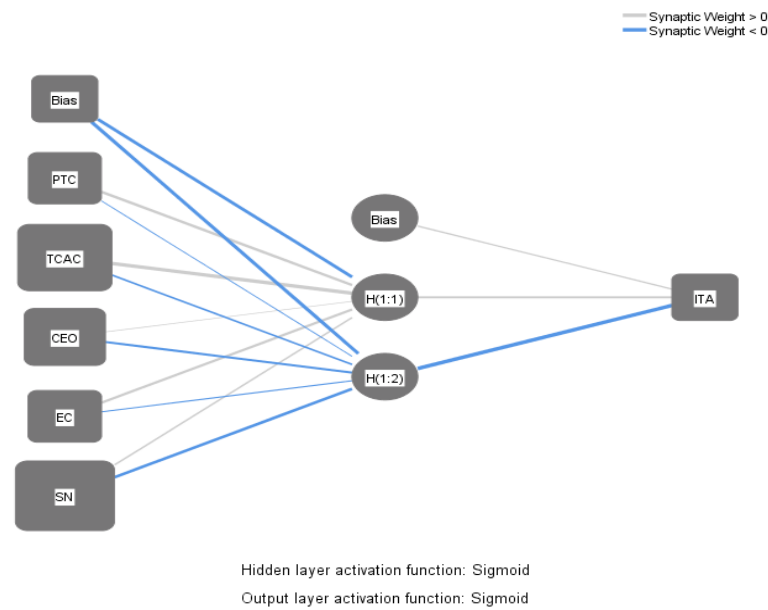 Synaptic Weight > 0
Synaptic Weight < 0
Bias
PTC
TCAC
CEO
EC
SN
Bias
H(1:1)
H(1:2)
ITA
Hidden layer activation function: Sigmoid
Output layer activation function: Sigmoid